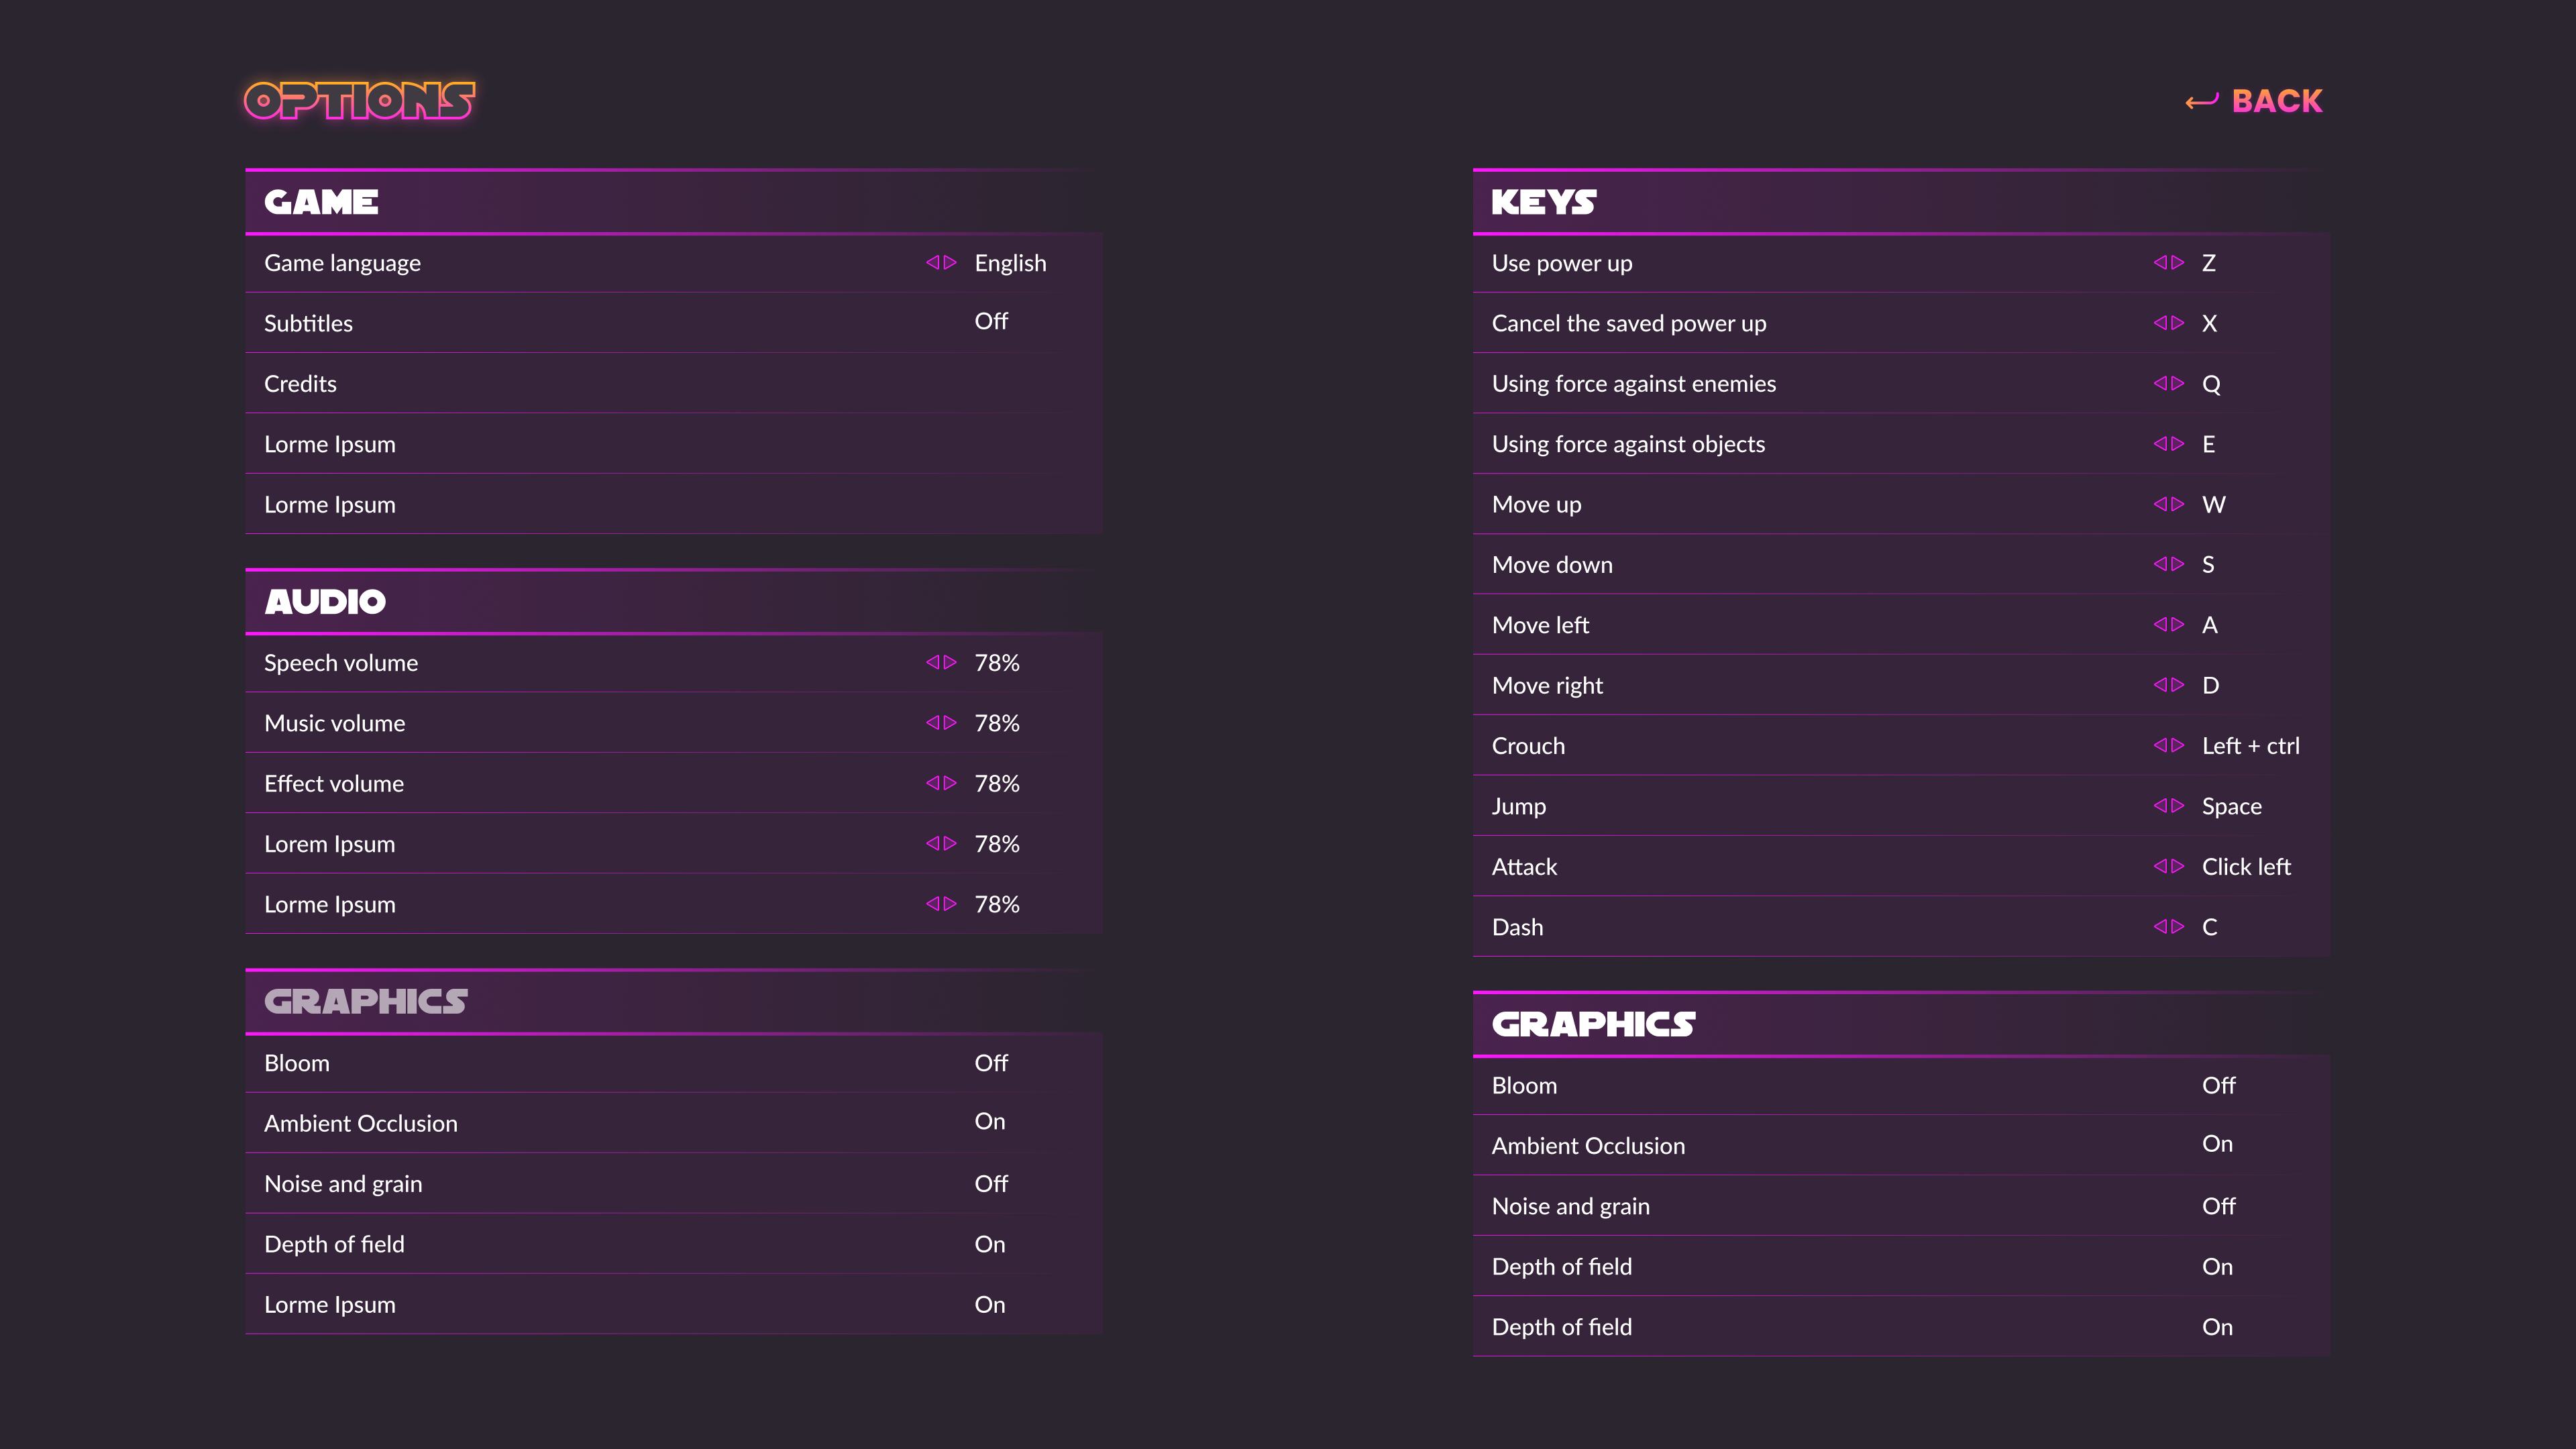 OPTIONS
BACK
GAME
Game language English
Subtitles Off
Credits
Lorme Ipsum
Lorme Ipsum
AUDIO
Speech volume 78%
Music volume 78%
Effect volume 78%
Lorem Ipsum 78%
Lorme Ipsum 78%
GRAPHICS
Bloom Off
Ambient Occlusion On
Noise and grain Off
Depth of field On
Lorme Ipsum On
KEYS
Use power up Z
Cancel the saved power up X
Using force against enemies Q
Using force against objects E
Move up W
Move down S
Move left A
Move right D
Crouch Left + ctrl
Jump Space
Attack Click left
Dash C
GRAPHICS
Bloom Off
Ambient Occlusion On
Noise and grain Off
Depth of field On
Depth of field On